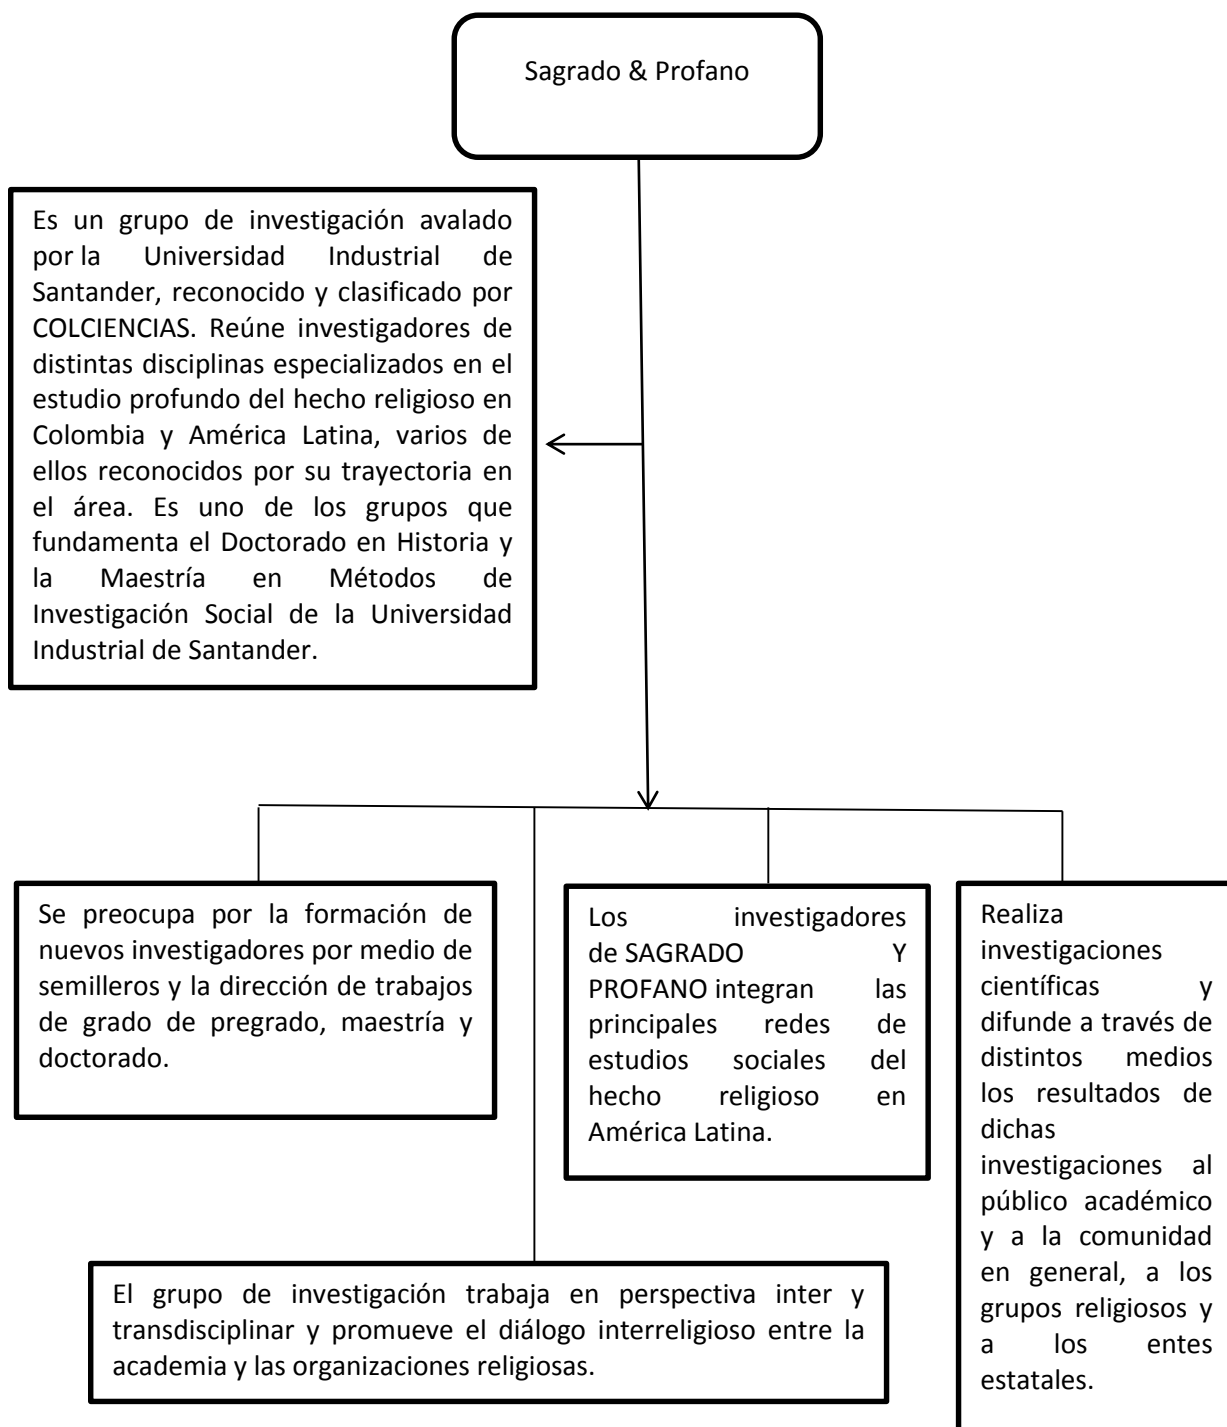 Sagrado & Profano
Es un grupo de investigación avalado
por la Universidad Industrial de
Santander, reconocido y clasificado por
COLCIENCIAS. Reúne investigadores de
distintas disciplinas especializados en el
estudio profundo del hecho religioso en
Colombia y América Latina, varios de
ellos reconocidos por su trayectoria en
el área. Es uno de los grupos que
fundamenta el Doctorado en Historia y
la Maestría en Métodos de
Investigación Social de la Universidad
Industrial de Santander.
Se preocupa por la formación de
nuevos investigadores por medio de
semilleros y la dirección de trabajos
de grado de pregrado, maestría y
doctorado.
El grupo de investigación trabaja en perspectiva inter y
transdisciplinar y promueve el diálogo interreligioso entre la
academia y las organizaciones religiosas.
Los investigadores
de SAGRADO Y
PROFANO integran las
principales redes de
estudios sociales del
hecho religioso en
América Latina.
Realiza
investigaciones
científicas y
difunde a través de
distintos medios
los resultados de
dichas
investigaciones al
público académico
y a la comunidad
en general, a los
grupos religiosos y
a los entes
estatales.